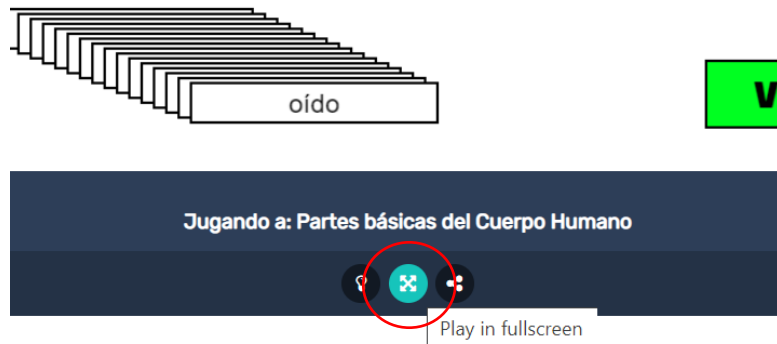 oído
V
Jugando a: Partes básicas del Cuerpo Humano
Play in fullscreen